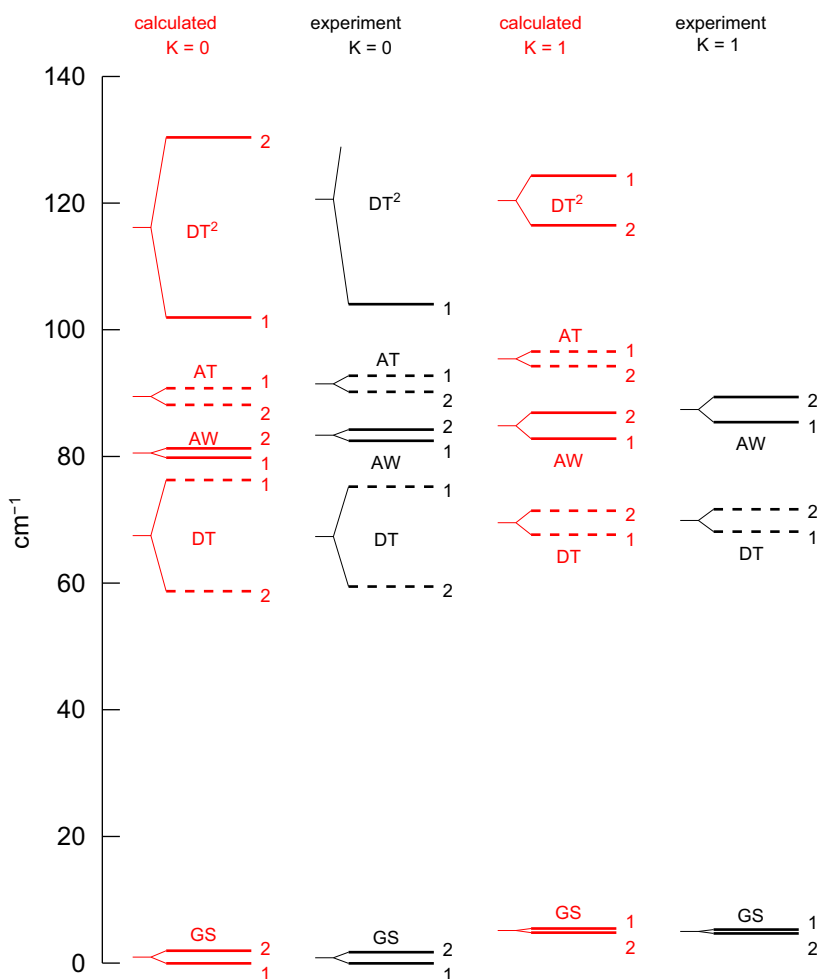 calculated experiment calculated experiment
K = 0 K = 0 K = 1 K = 1
140
2
DT² DT² 1
120 DT²
2
1 1
100
AT AT AT 1
1 1 2
2 2 2
AW 2 2 2 1
1 1 1 AW
80 AW AW
1 1
DT DT 2 2
1 1
DT DT
60 2 2
cm⁻¹
40
20
GS 1 GS 1
GS 2 GS 2 2 2
0 1 1